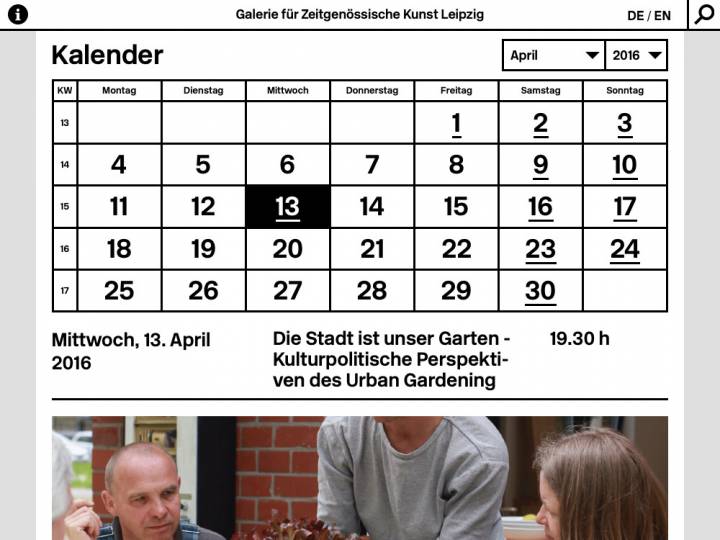 Galerie für Zeitgenössische Kunst Leipzig
DE / EN
Kalender
April
2016
KW Montag Dienstag Mittwoch Donnerstag Freitag Samstag Sonntag
13 1 2 3
14 4 5 6 7 8 9 10
15 11 12 13 14 15 16 17
16 18 19 20 21 22 23 24
17 25 26 27 28 29 30
Mittwoch, 13. April
2016
Die Stadt ist unser Garten -
Kulturpolitische Perspekti-
ven des Urban Gardening
19.30 h